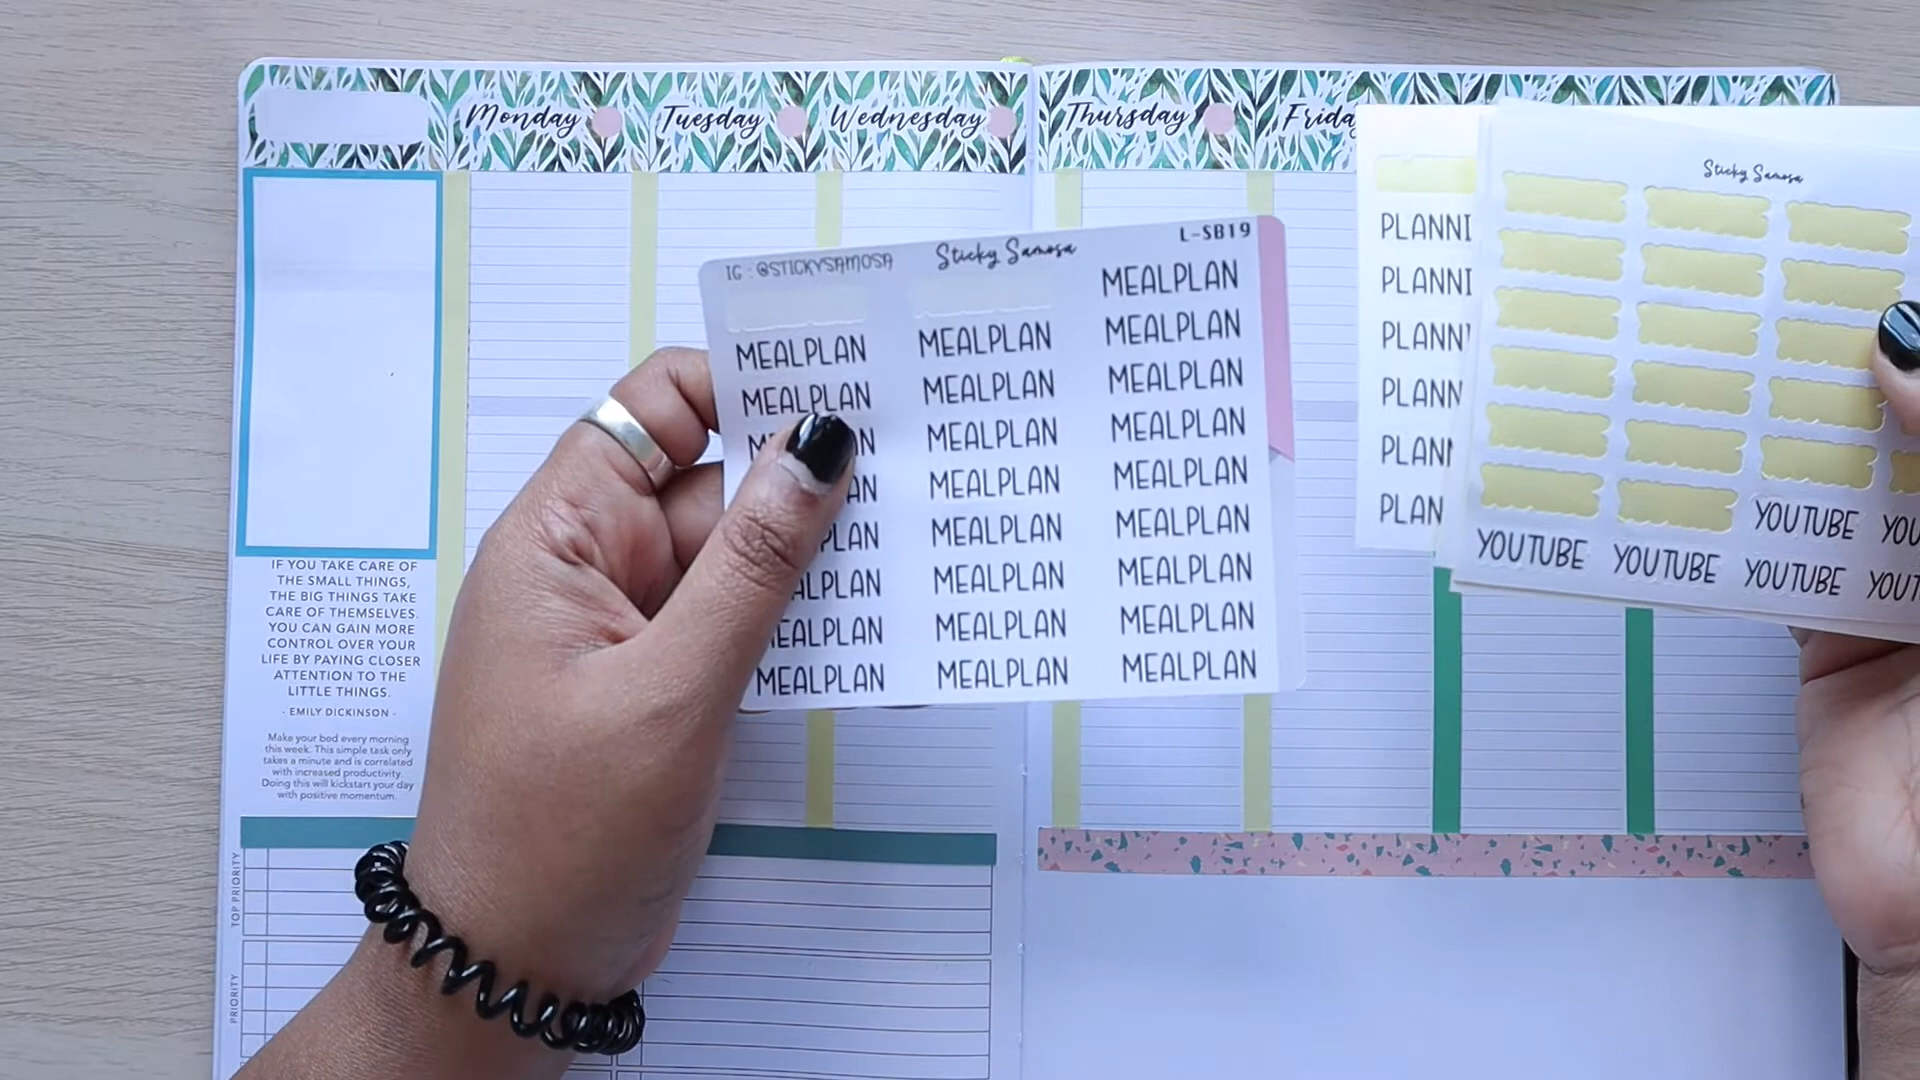 Monday Tuesday Wednesday Thursday
IG : @STICKYSAMOSA Sticky Samosa L-SB19
MEALPLAN
MEALPLAN MEALPLAN MEALPLAN
MEALPLAN MEALPLAN MEALPLAN
MEALPLAN MEALPLAN
MEALPLAN MEALPLAN
MEALPLAN MEALPLAN
MEALPLAN MEALPLAN
MEALPLAN MEALPLAN
MEALPLAN MEALPLAN MEALPLAN
Sticky Samosa
YOUTUBE
YOUTUBE YOUTUBE YOUTUBE
IF YOU TAKE CARE OF
THE SMALL THINGS,
THE BIG THINGS TAKE
CARE OF THEMSELVES.
YOU CAN GAIN MORE
CONTROL OVER YOUR
LIFE BY PAYING CLOSER
ATTENTION TO THE
LITTLE THINGS.
- EMILY DICKINSON -
Make your bed every morning
this week. This simple task only
takes a minute and is correlated
with increased productivity.
Doing this will kickstart your day
with positive momentum.
TOP PRIORITY
PRIORITY